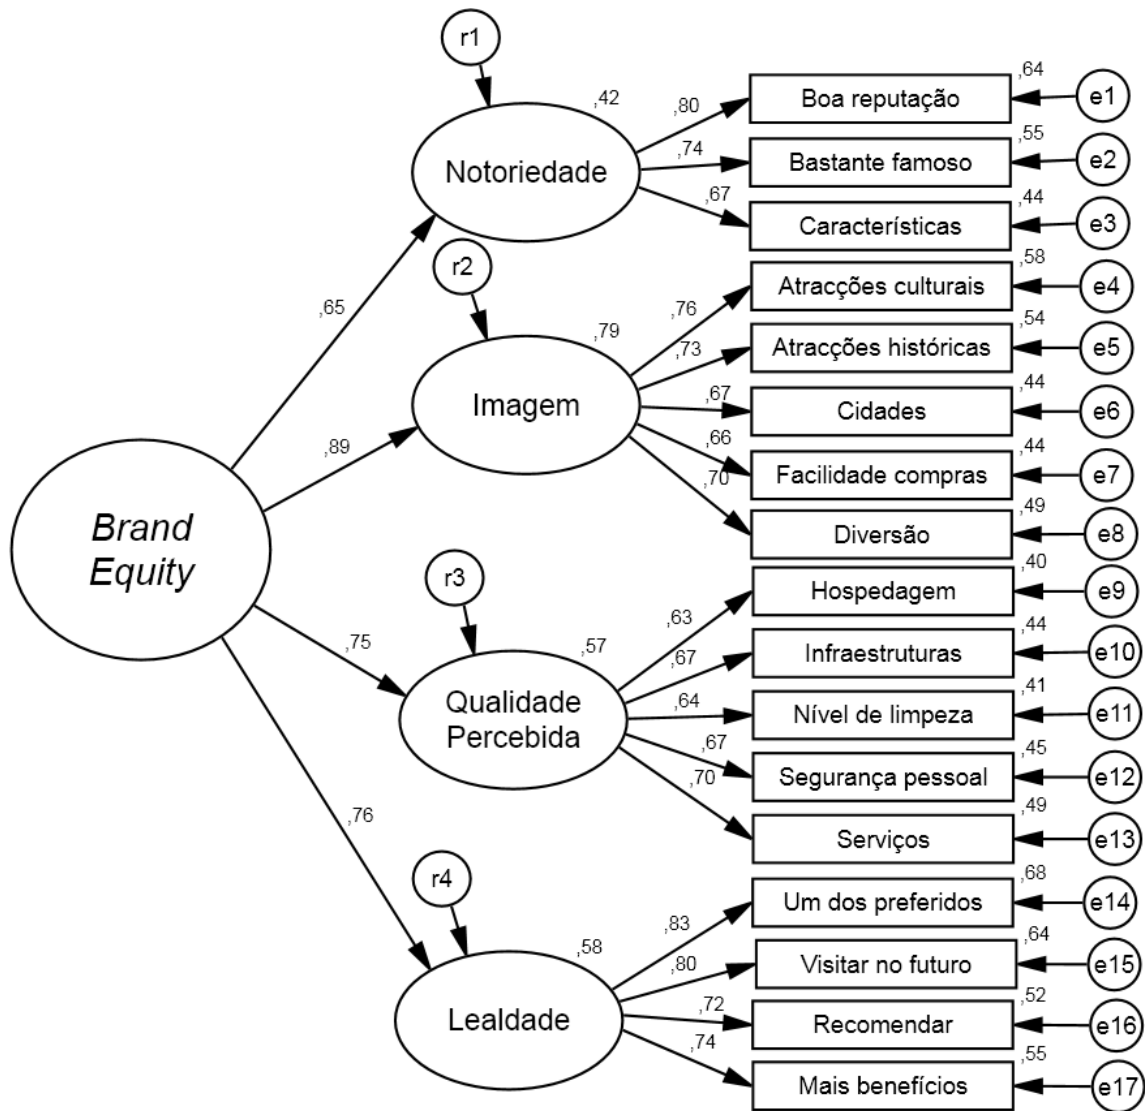 r1
,42
Notoriedade
,80
,74
,67
,64
Boa reputação
e1
,55
Bastante famoso
e2
,44
Características
e3
,65
r2
,79
Imagem
,76
,73
,67
,66
,70
,58
Atracções culturais
e4
,54
Atracções históricas
e5
,44
Cidades
e6
,44
Facilidade compras
e7
,49
Diversão
e8
,89
Brand
Equity
r3
,57
Qualidade
Percebida
,63
,67
,64
,67
,70
,40
Hospedagem
e9
,44
Infraestruturas
e10
,41
Nível de limpeza
e11
,45
Segurança pessoal
e12
,49
Serviços
e13
,75
,76
r4
,58
Lealdade
,83
,80
,72
,74
,68
Um dos preferidos
e14
,64
Visitar no futuro
e15
,52
Recomendar
e16
,55
Mais benefícios
e17